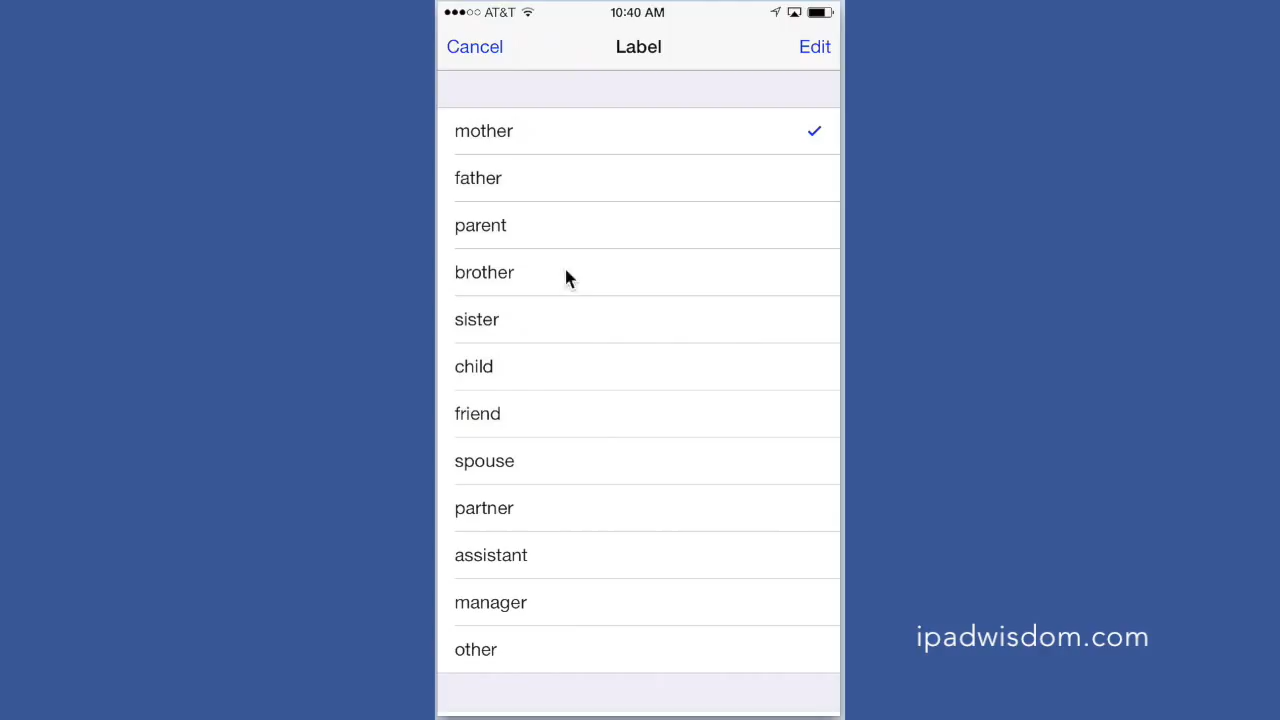 AT&T 10:40 AM
Cancel Label Edit
mother
father
parent
brother
sister
child
friend
spouse
partner
assistant
manager
other
ipadwisdom.com